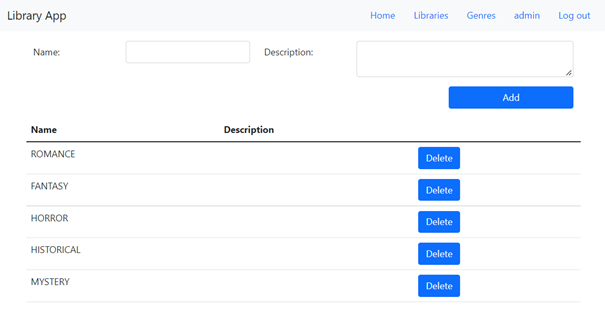 Library App Home Libraries Genres admin Log out
Name: Description:
Add
Name Description
ROMANCE Delete
FANTASY Delete
HORROR Delete
HISTORICAL Delete
MYSTERY Delete